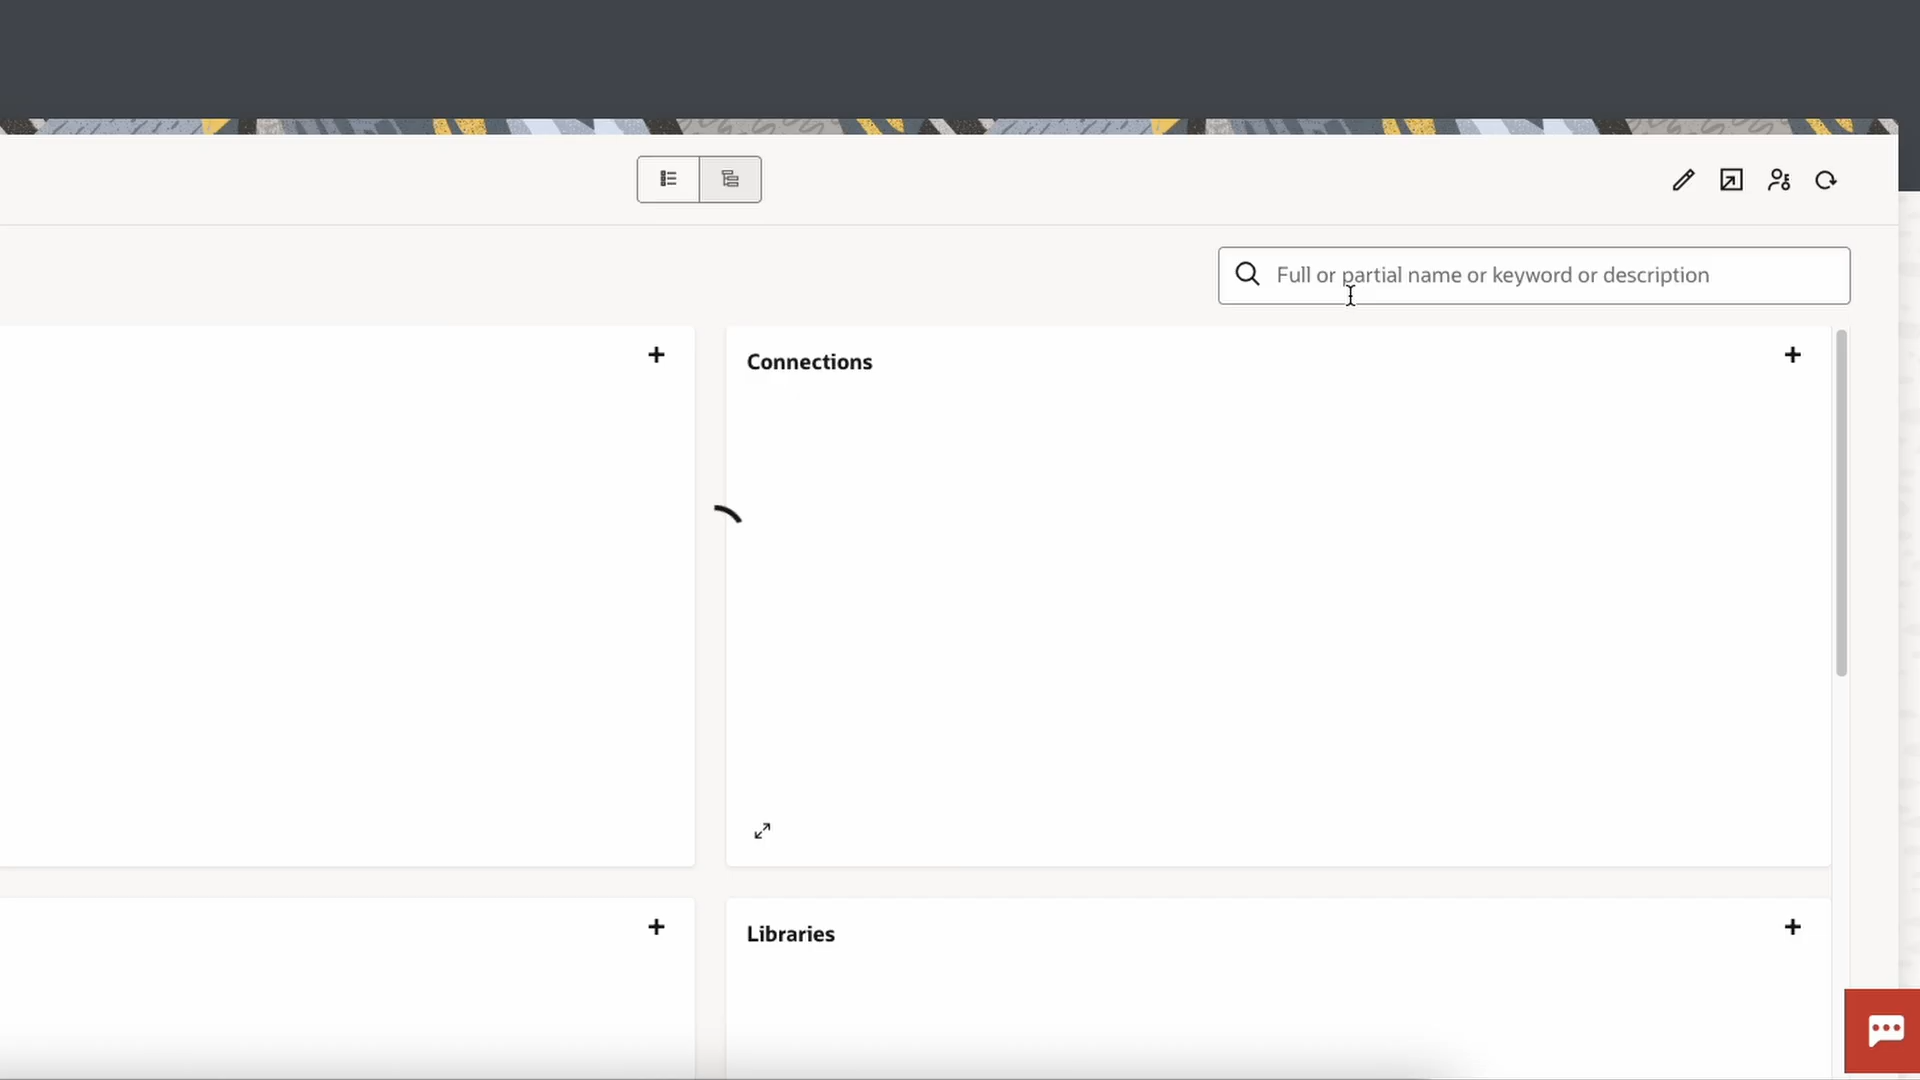 Full or partial name or keyword or description
Connections
Libraries